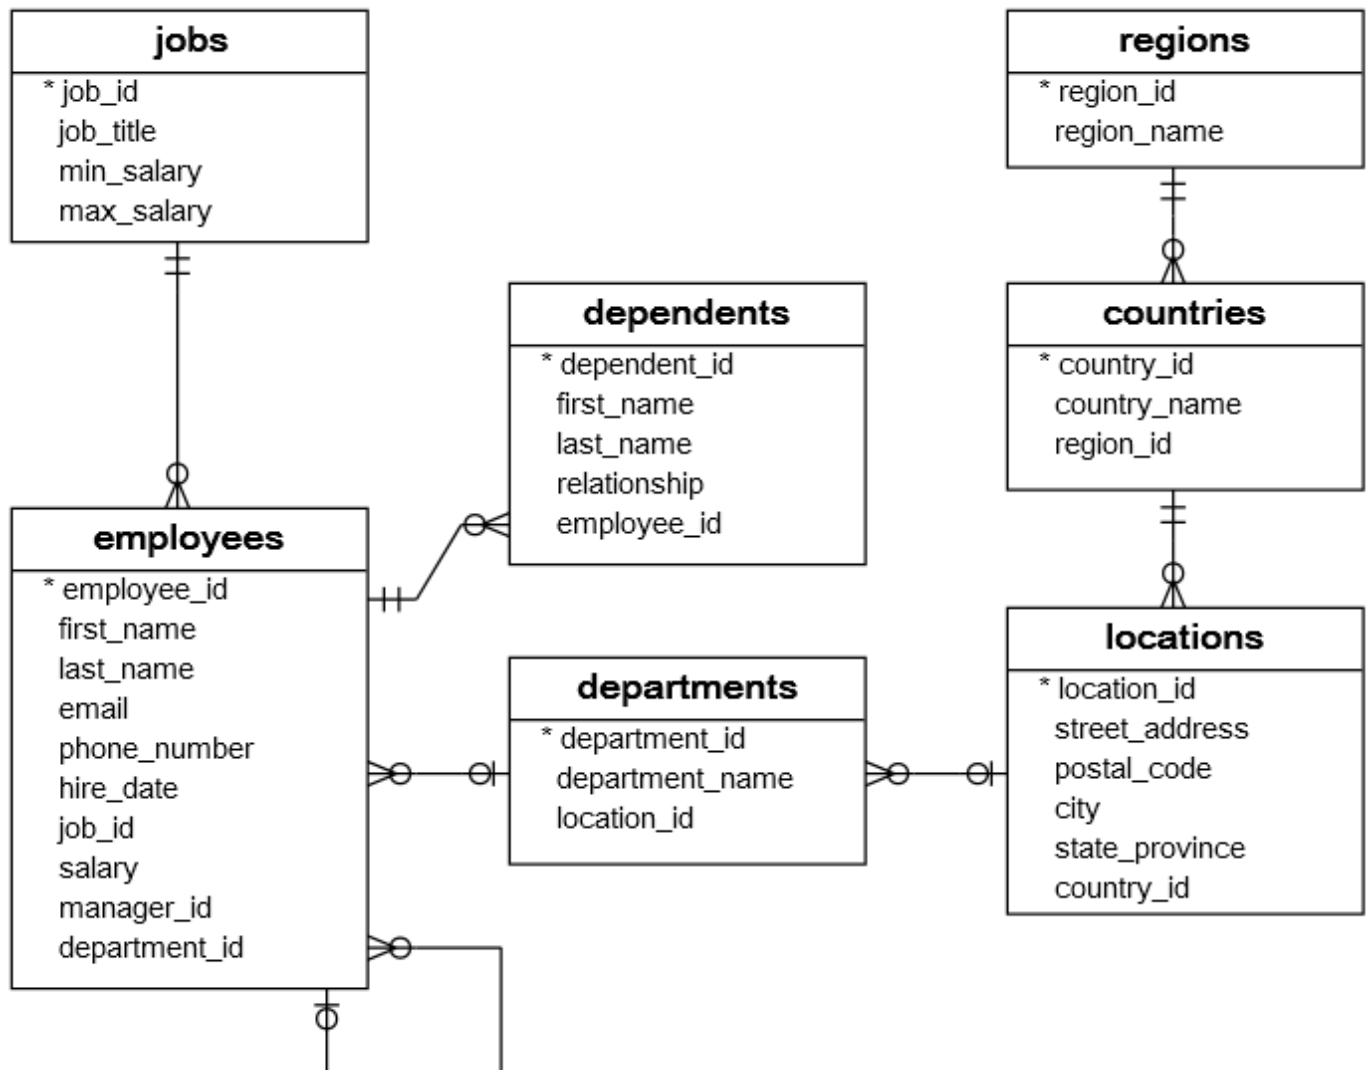 jobs
* job_id
job_title
min_salary
max_salary
regions
* region_id
region_name
dependents
* dependent_id
first_name
last_name
relationship
employee_id
countries
* country_id
country_name
region_id
employees
* employee_id
first_name
last_name
email
phone_number
hire_date
job_id
salary
manager_id
department_id
departments
* department_id
department_name
location_id
locations
* location_id
street_address
postal_code
city
state_province
country_id